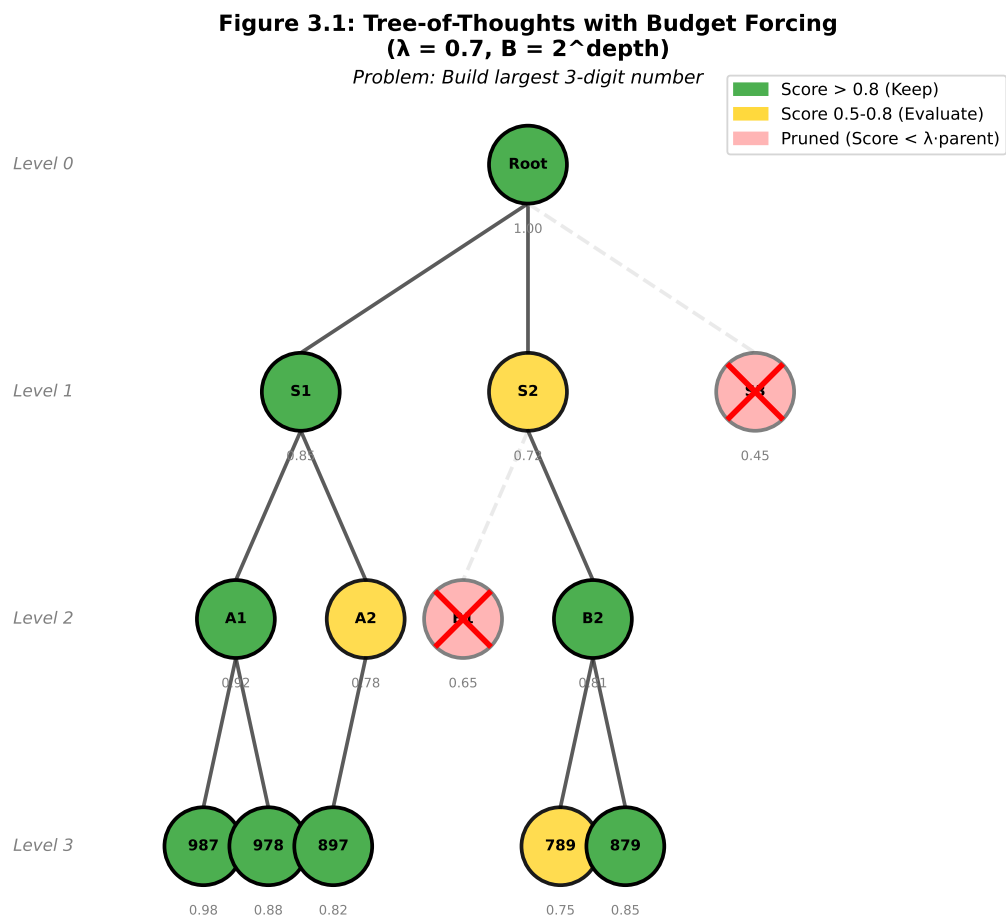 Figure 3.1: Tree-of-Thoughts with Budget Forcing
(λ = 0.7, B = 2^depth)
Problem: Build largest 3-digit number
Score > 0.8 (Keep)
Score 0.5-0.8 (Evaluate)
Pruned (Score < λ·parent)
Level 0
Root
1.00
Level 1
S1
S2
0.85
0.72
0.45
Level 2
A1
A2
B2
0.92
0.78
0.65
0.81
Level 3
987
978
897
789
879
0.98
0.88
0.82
0.75
0.85